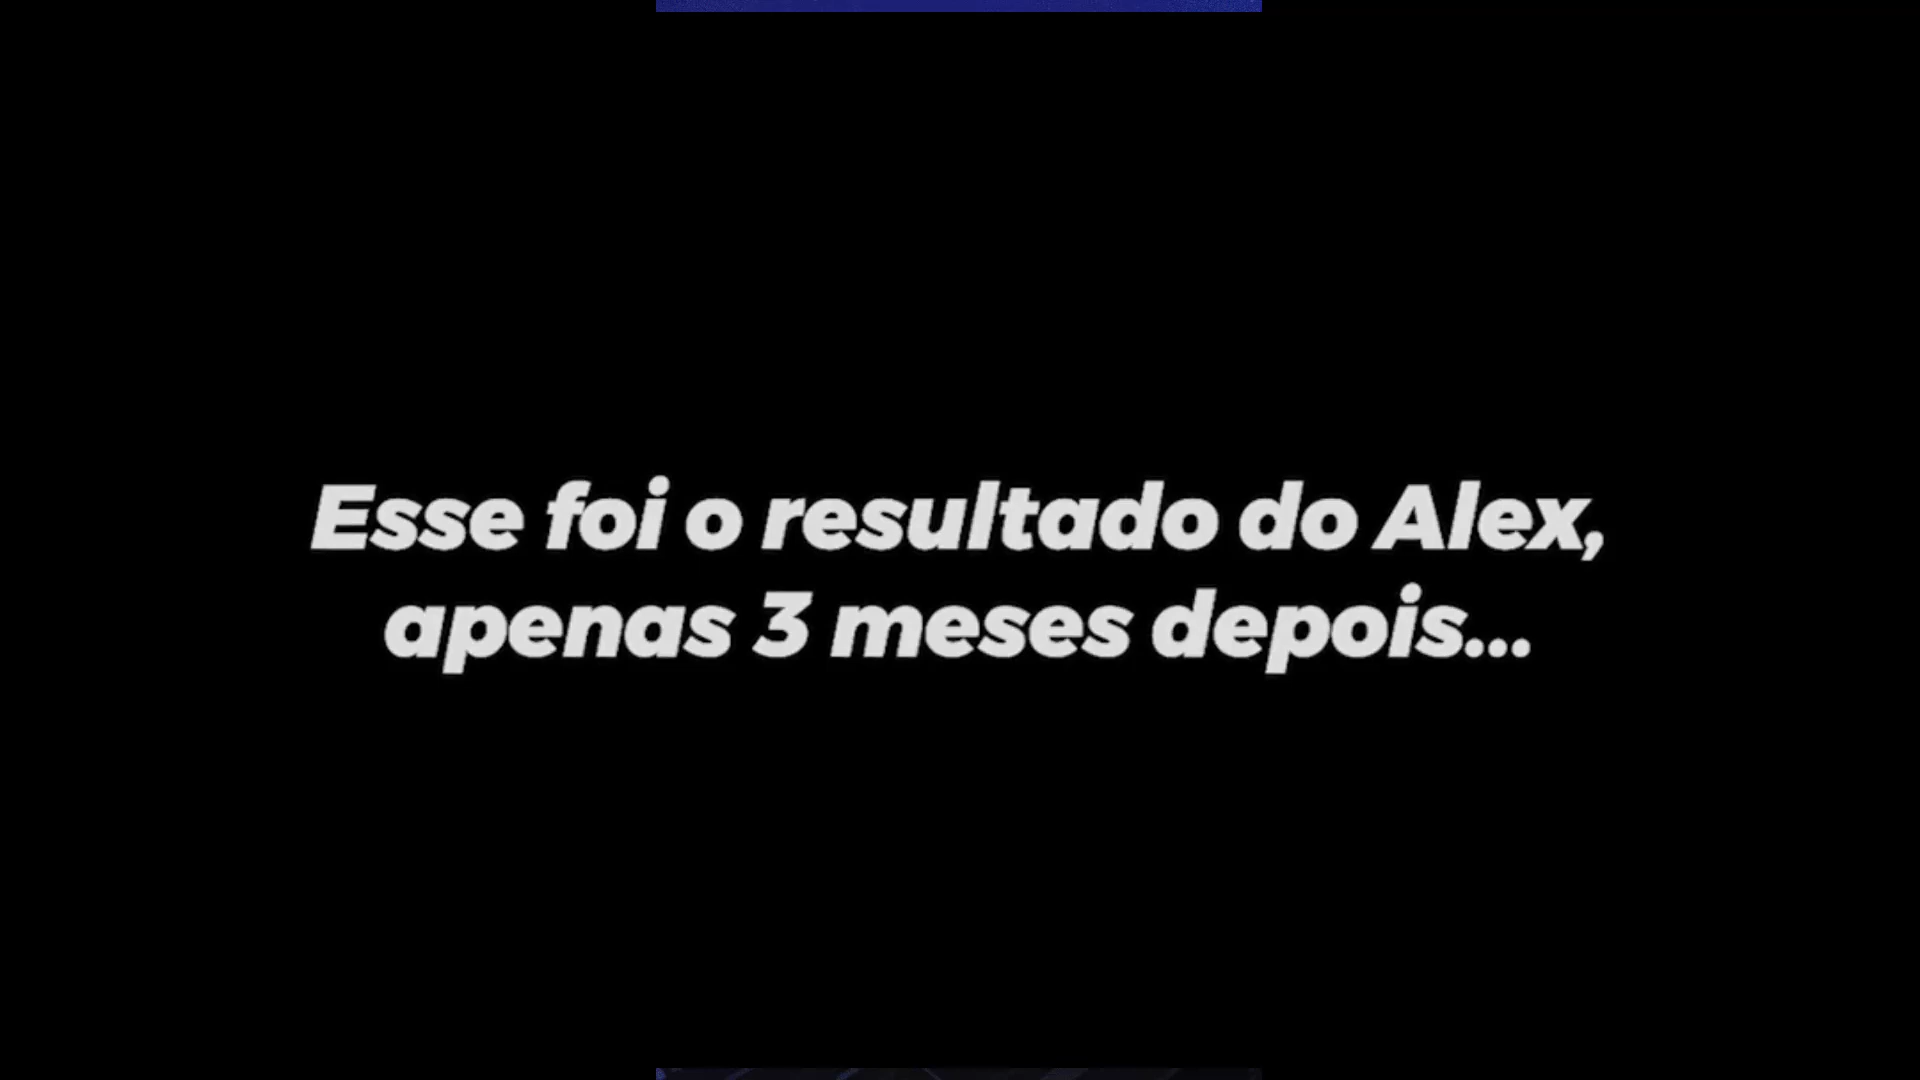 Esse foi o resultado do Alex,
apenas 3 meses depois...